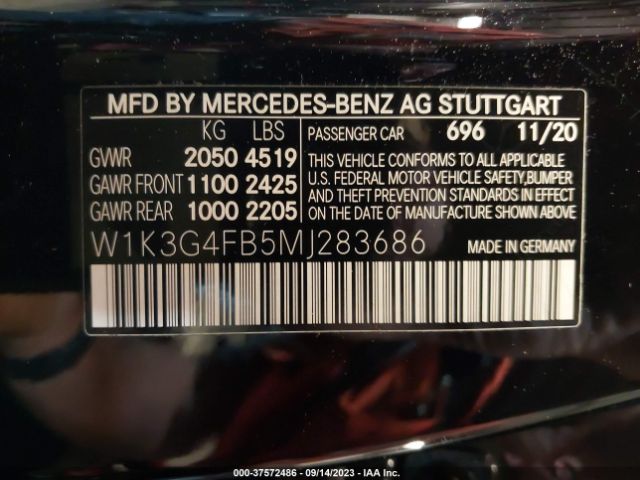 MFD BY MERCEDES-BENZ AG STUTTGART
KG LBS
GVWR 2050 4519
GAWR FRONT 1100 2425
GAWR REAR 1000 2205
PASSENGER CAR 696 11/20
THIS VEHICLE CONFORMS TO ALL APPLICABLE
U.S. FEDERAL MOTOR VEHICLE SAFETY, BUMPER
AND THEFT PREVENTION STANDARDS IN EFFECT
ON DATE OF MANUFACTURE SHOWN ABOVE
W1K3G4FB5MJ283686 MADE IN GERMANY
000-37572486 - 09/14/2023 - IAA Inc.